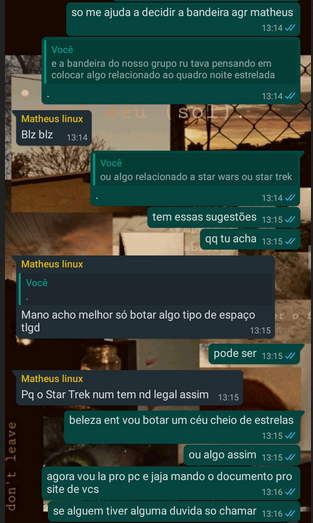 so me ajuda a decidir a bandeira agr matheus
13:14
Você
e a bandeira do nosso grupo ru tava pensando em
colocar algo relacionado ao quadro noite estrelada
.
13:14
Matheus linux
Blz blz
13:14
seu (sol).
Você
ou algo relacionado a star wars ou star trek
.
13:14
tem essas sugestões 13:15
qq tu acha 13:15
Matheus linux
Você
.
Mano acho melhor só botar algo tipo de espaço
tlgd
13:15
pode ser 13:15
Matheus linux
Pq o Star Trek num tem nd legal assim 13:15
beleza ent vou botar um céu cheio de estrelas
13:15
ou algo assim 13:15
agora vou la pro pc e jaja mando o documento pro
site de vcs
13:16
se alguem tiver alguma duvida so chamar 13:16
don't leave